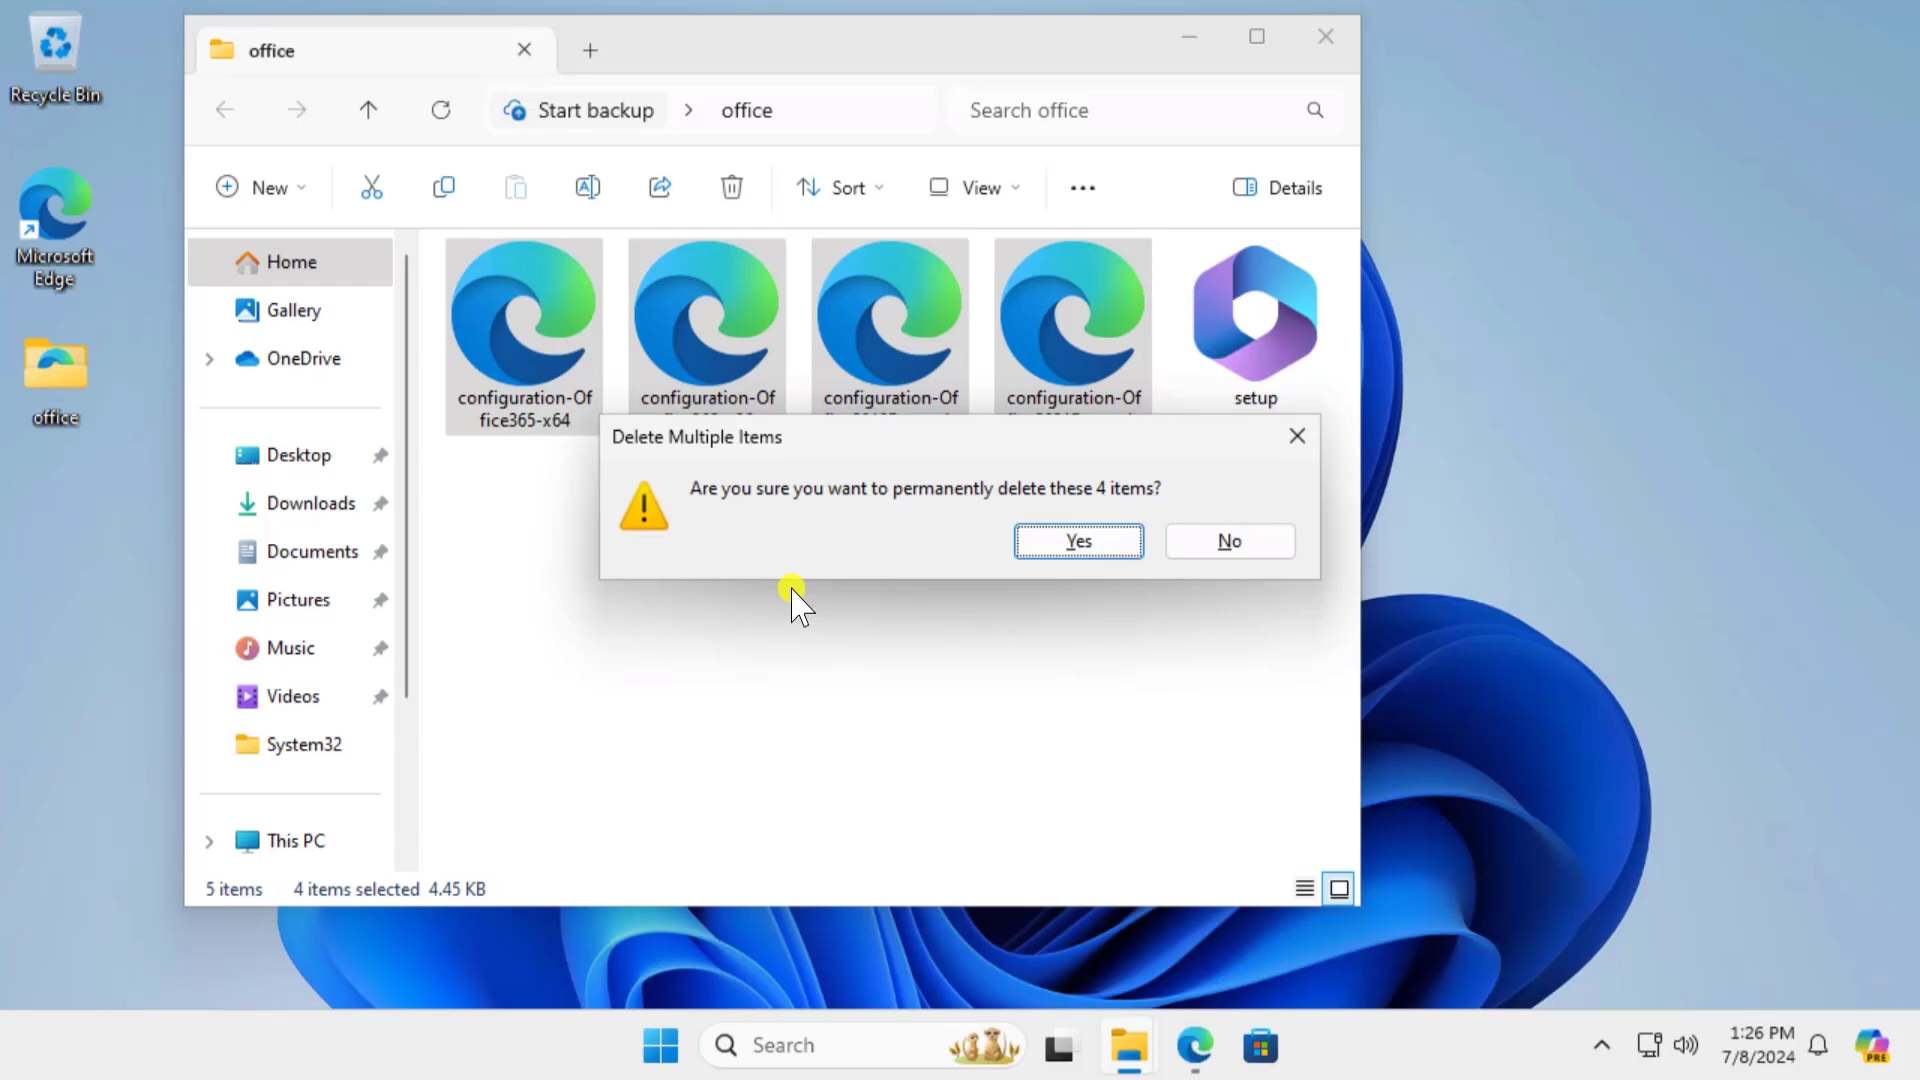 Recycle Bin
Microsoft
Edge
office
office
Start backup
office
Search office
New
Sort
View
Details
Home
Gallery
OneDrive
Desktop
Downloads
Documents
Pictures
Music
Videos
System32
This PC
configuration-Of
fice365-x64
configuration-Of
configuration-Of
configuration-Of
setup
Delete Multiple Items
Are you sure you want to permanently delete these 4 items?
Yes
No
5 items
4 items selected 4.45 KB
Search
1:26 PM
7/8/2024
PRE